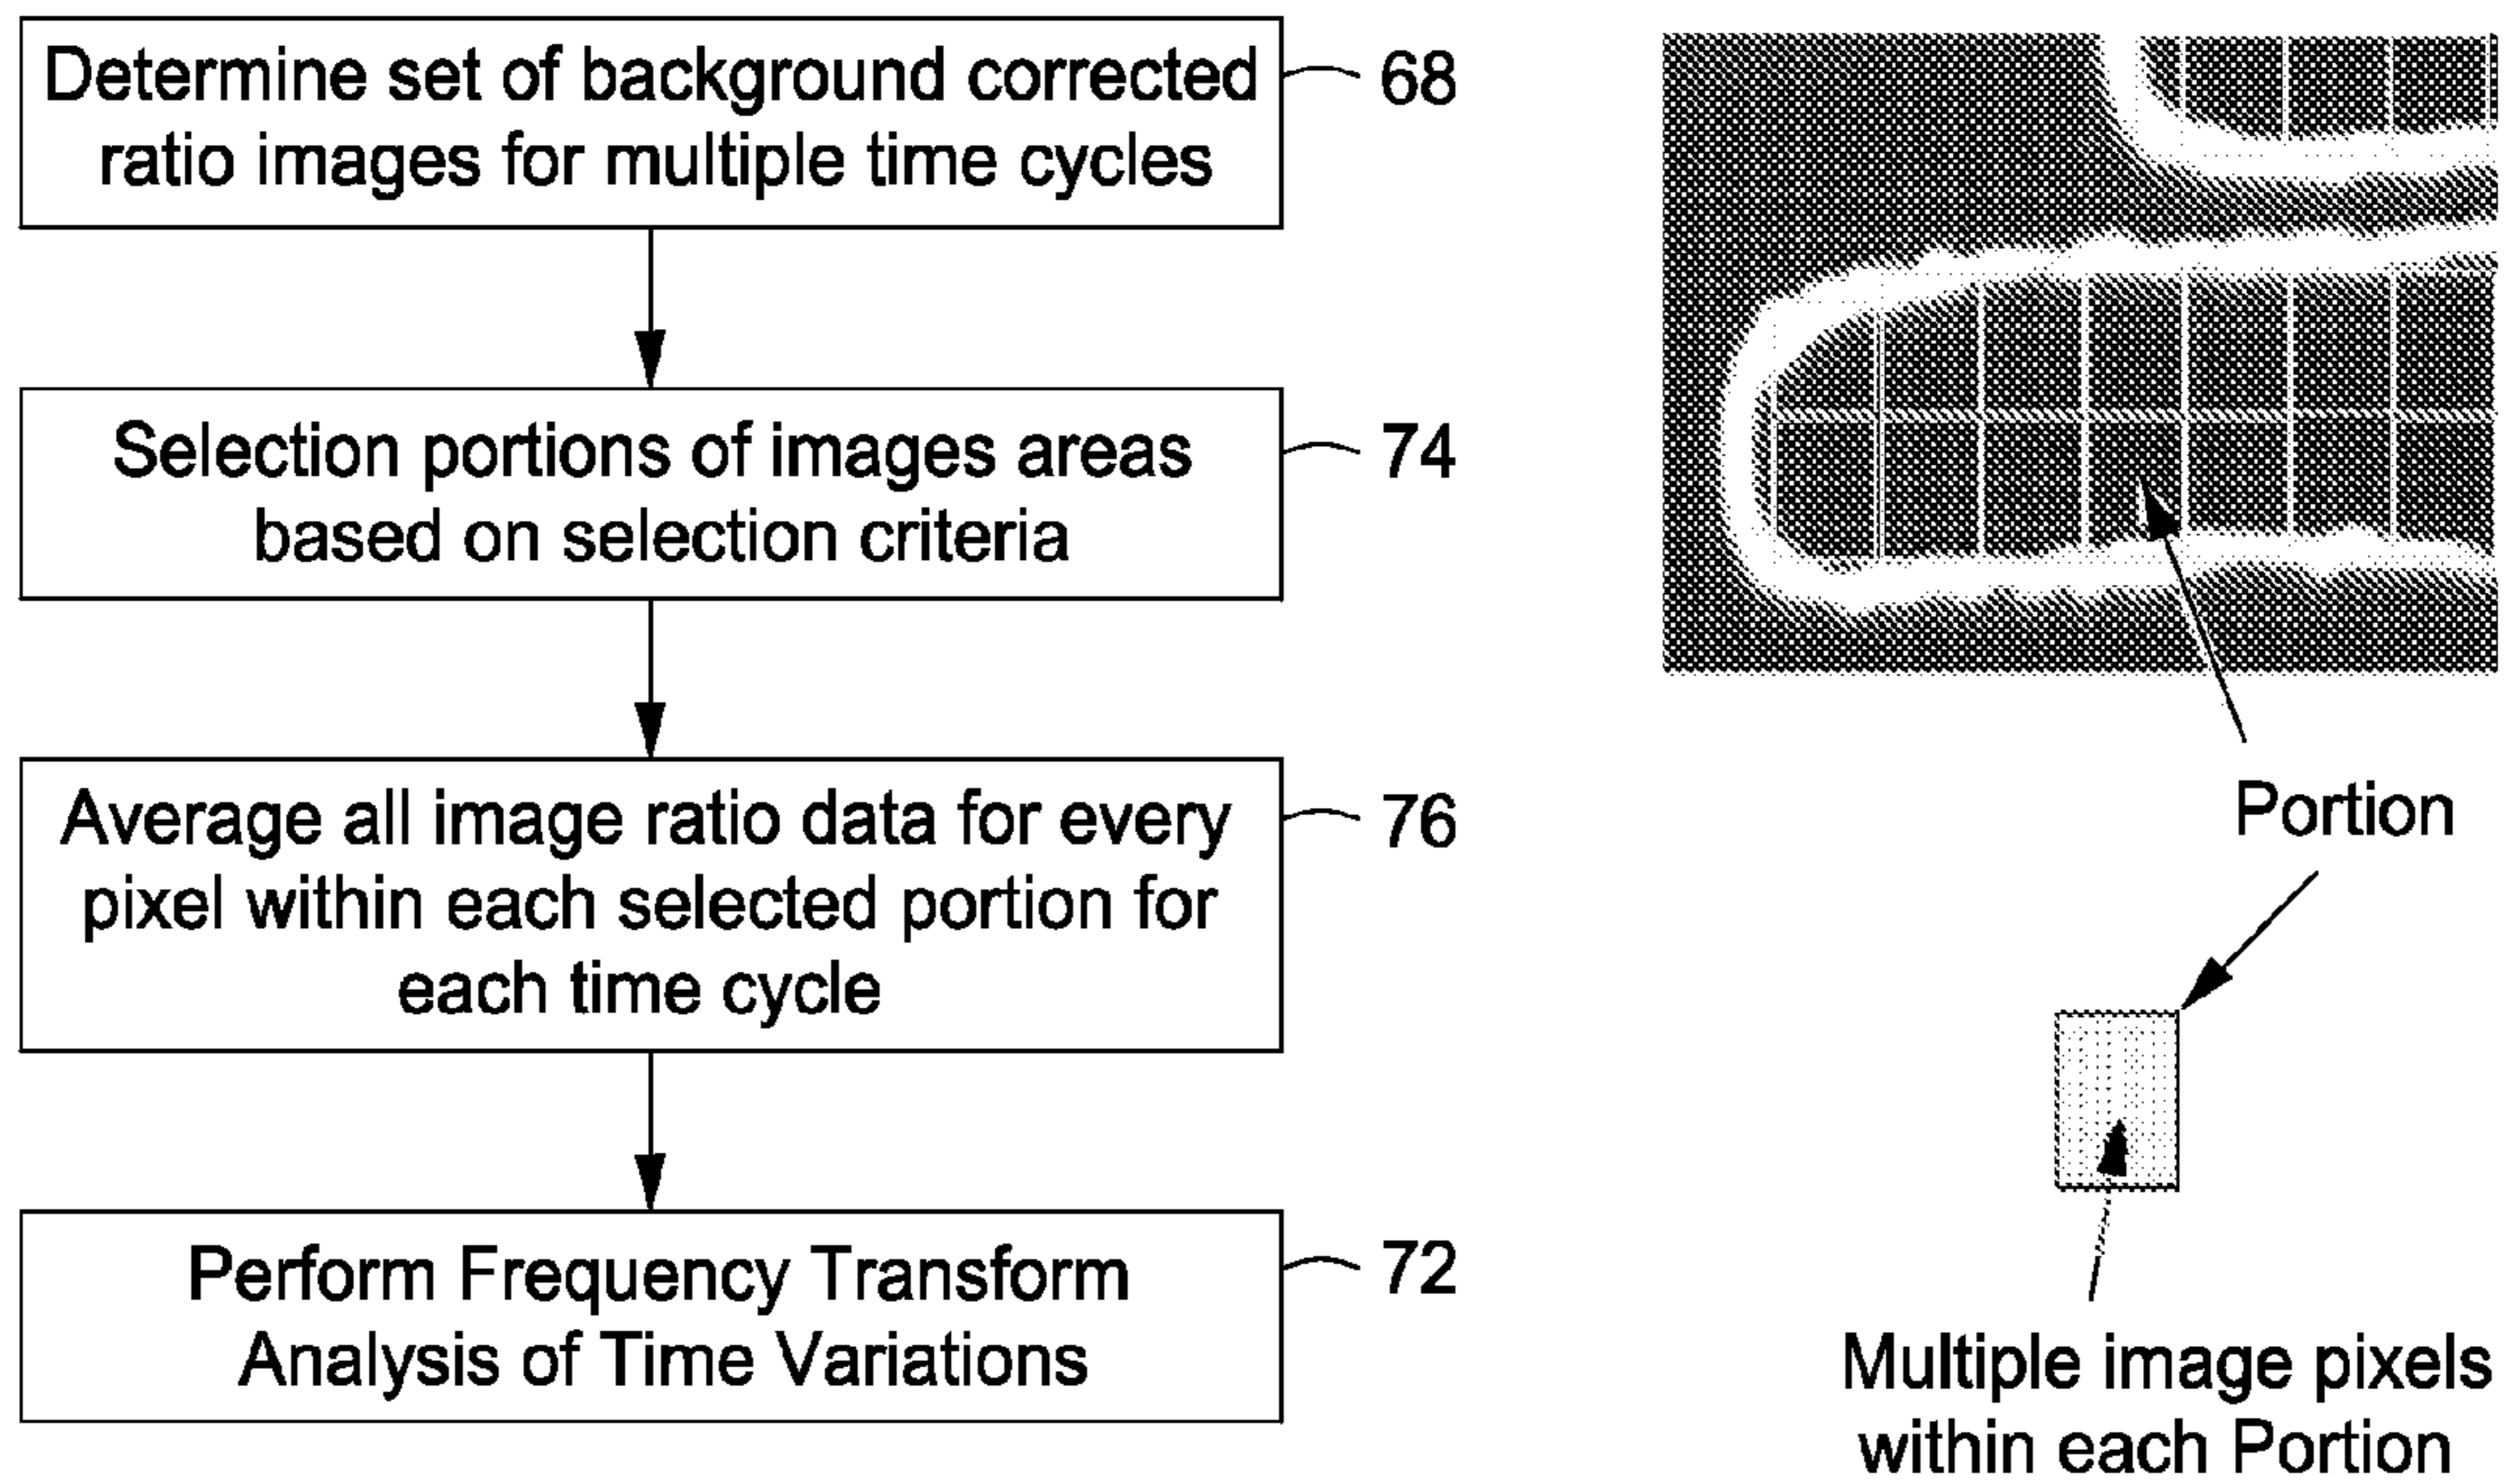 Determine set of background corrected
ratio images for multiple time cycles
68
Selection portions of images areas
based on selection criteria
74
Average all image ratio data for every
pixel within each selected portion for
each time cycle
76
Perform Frequency Transform
Analysis of Time Variations
72
Portion
Multiple image pixels
within each Portion